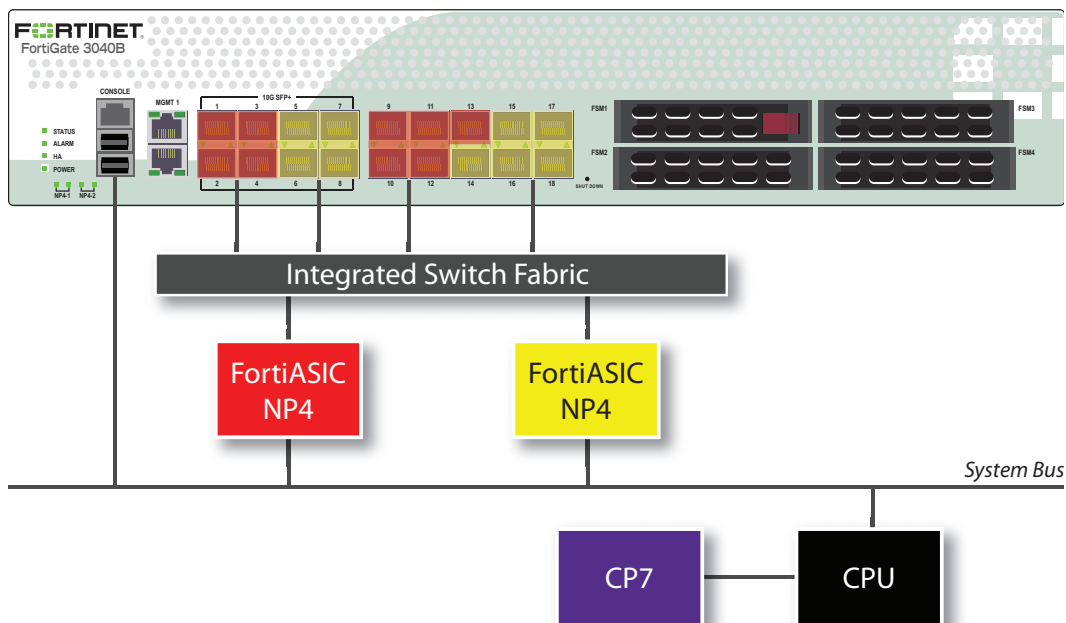 FORTINET
FortiGate 3040B
CONSOLE
MGMT 1
10G SFP+
1 3 5 7 9 11 13 15 17
FSM1
FSM3
STATUS
ALARM
HA
POWER
FSM2
FSM4
2 4 6 8 10 12 14 16 18
SHUT DOWN
NP4-1 NP4-2
Integrated Switch Fabric
FortiASIC
NP4
FortiASIC
NP4
System Bus
CP7
CPU